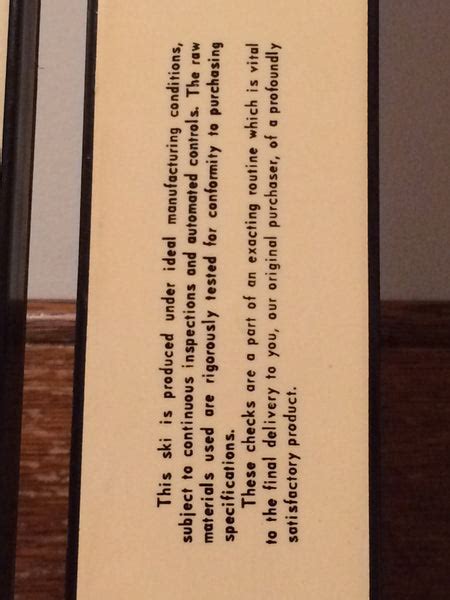 This ski is produced under ideal manufacturing conditions,
subject to continuous inspections and automated controls. The raw
materials used are rigorously tested for conformity to purchasing
specifications.
These checks are a part of an exacting routine which is vital
to the final delivery to you, our original purchaser, of a profoundly
satisfactory product.